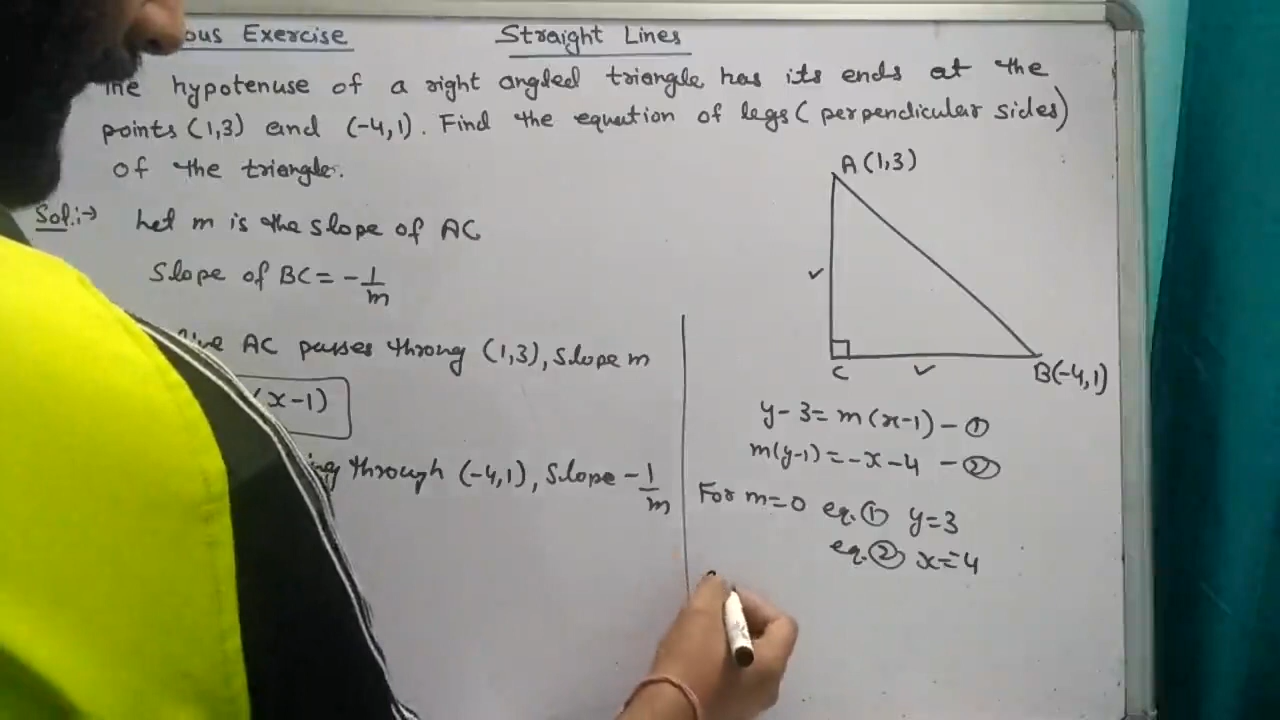 ous Exercise
Straight Lines
The hypotenuse of a right angled triangle has its ends at the
points (1,3) and (-4,1). Find the equation of legs (perpendicular sides)
of the triangle.
Sol:→ Let m is the slope of AC
Slope of BC = -1/m
AC passes throng (1,3), Slope m
(x-1)
ing through (-4,1), Slope -1/m
A (1,3)
C
B(-4,1)
y-3 = m(x-1) - ①
m(y-1) = -x-4 - ②
For m=0 eq.① y=3
eq.② x=-4